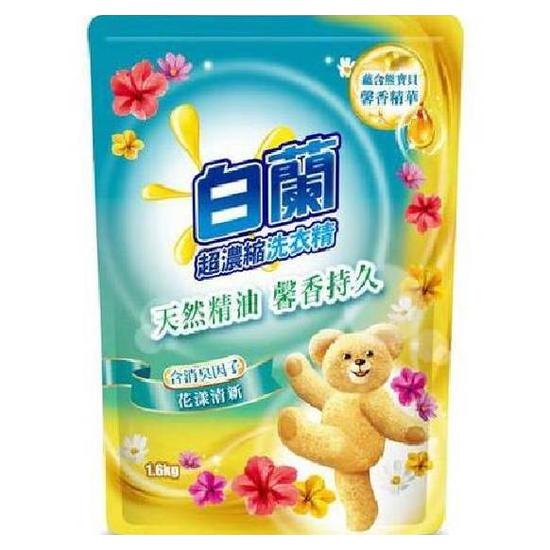 蘊含熊寶貝
馨香精華
白蘭
超濃縮洗衣精
天然精油 馨香持久
含消臭因子
花漾清新
1.6kg